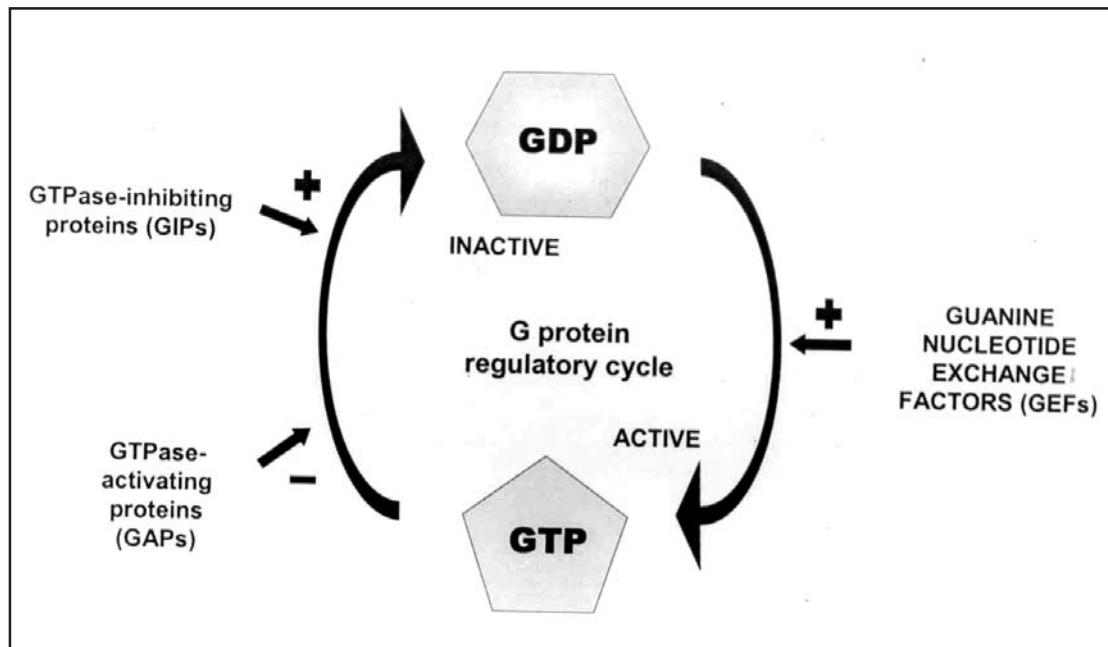 GDP
GTPase-inhibiting
proteins (GIPs)
+
INACTIVE
G protein
regulatory cycle
+
GUANINE
NUCLEOTIDE
EXCHANGE
FACTORS (GEFs)
ACTIVE
GTPase-
activating
proteins
(GAPs)
–
GTP